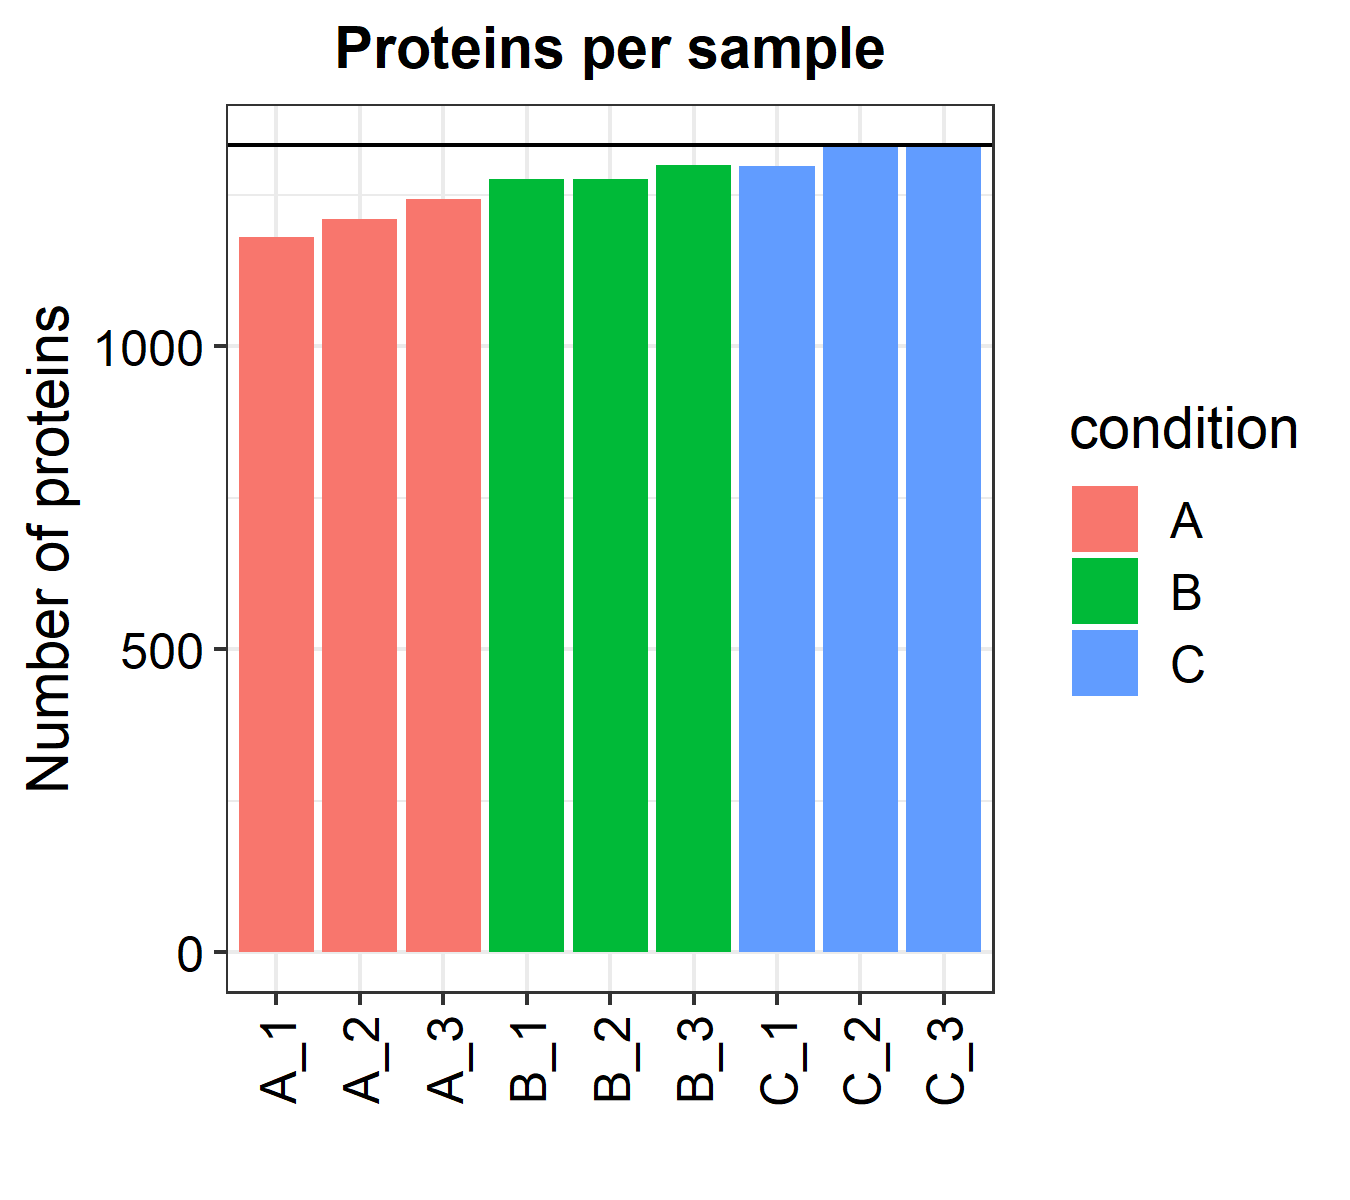 Proteins per sample
Number of proteins
1000
500
0
A_1
A_2
A_3
B_1
B_2
B_3
C_1
C_2
C_3
condition
A
B
C